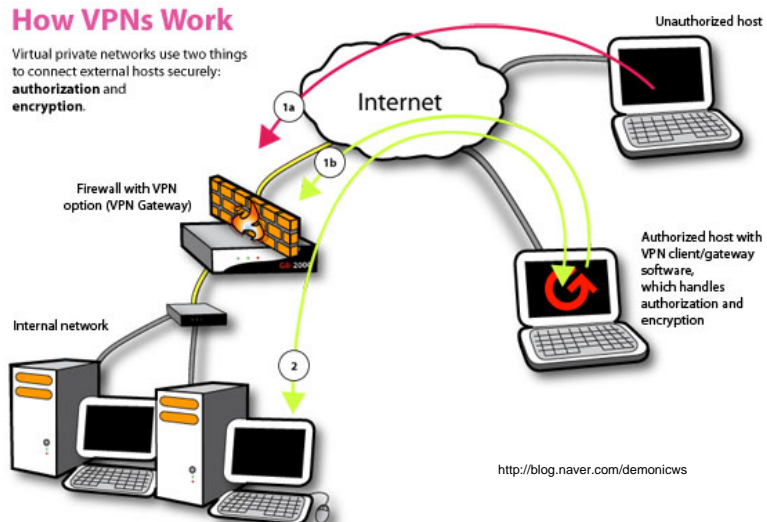 How VPNs Work
Virtual private networks use two things
to connect external hosts securely:
authorization and
encryption.
Unauthorized host
Internet
1a
1b
Firewall with VPN
option (VPN Gateway)
GB-2000
Authorized host with
VPN client/gateway
software,
which handles
authorization and
encryption
Internal network
2
http://blog.naver.com/demonicws